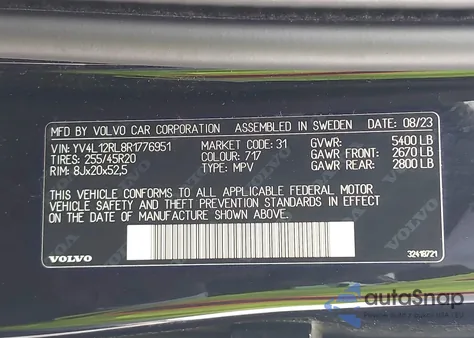 MFD BY VOLVO CAR CORPORATION ASSEMBLED IN SWEDEN DATE: 08/23
VIN: YV4L12RL8R1776951 MARKET CODE: 31 GVWR: 5400 LB
TIRES: 255/45R20 COLOUR: 717 GAWR FRONT: 2670 LB
RIM: 8Jx20x52,5 TYPE: MPV GAWR REAR: 2800 LB
THIS VEHICLE CONFORMS TO ALL APPLICABLE FEDERAL MOTOR
VEHICLE SAFETY AND THEFT PREVENTION STANDARDS IN EFFECT
ON THE DATE OF MANUFACTURE SHOWN ABOVE.
VOLVO 32418721
autoSnap